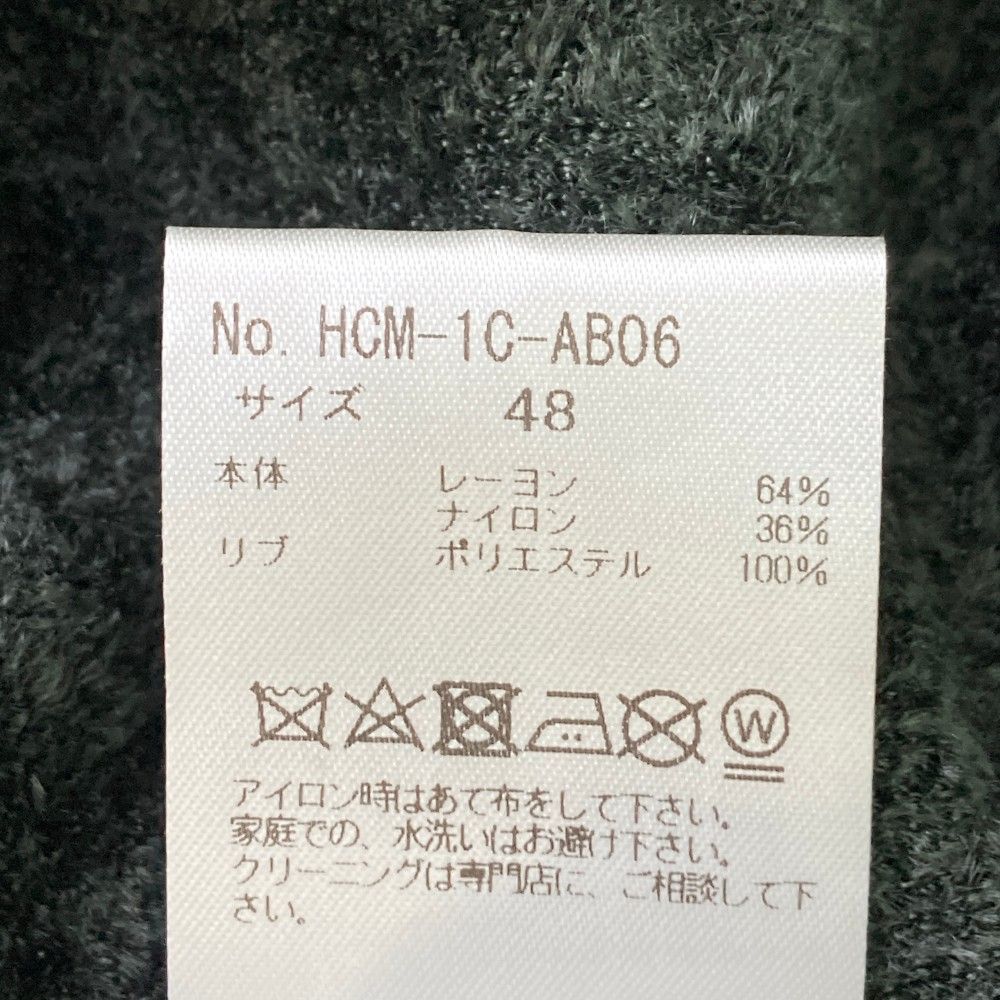 No. HCM-1C-AB06
サイズ 48
本体 レーヨン 64%
ナイロン 36%
リブ ポリエステル 100%
W
アイロン時はあて布をして下さい。
家庭での、水洗いはお避け下さい。
クリーニングは専門店に、ご相談して下
さい。